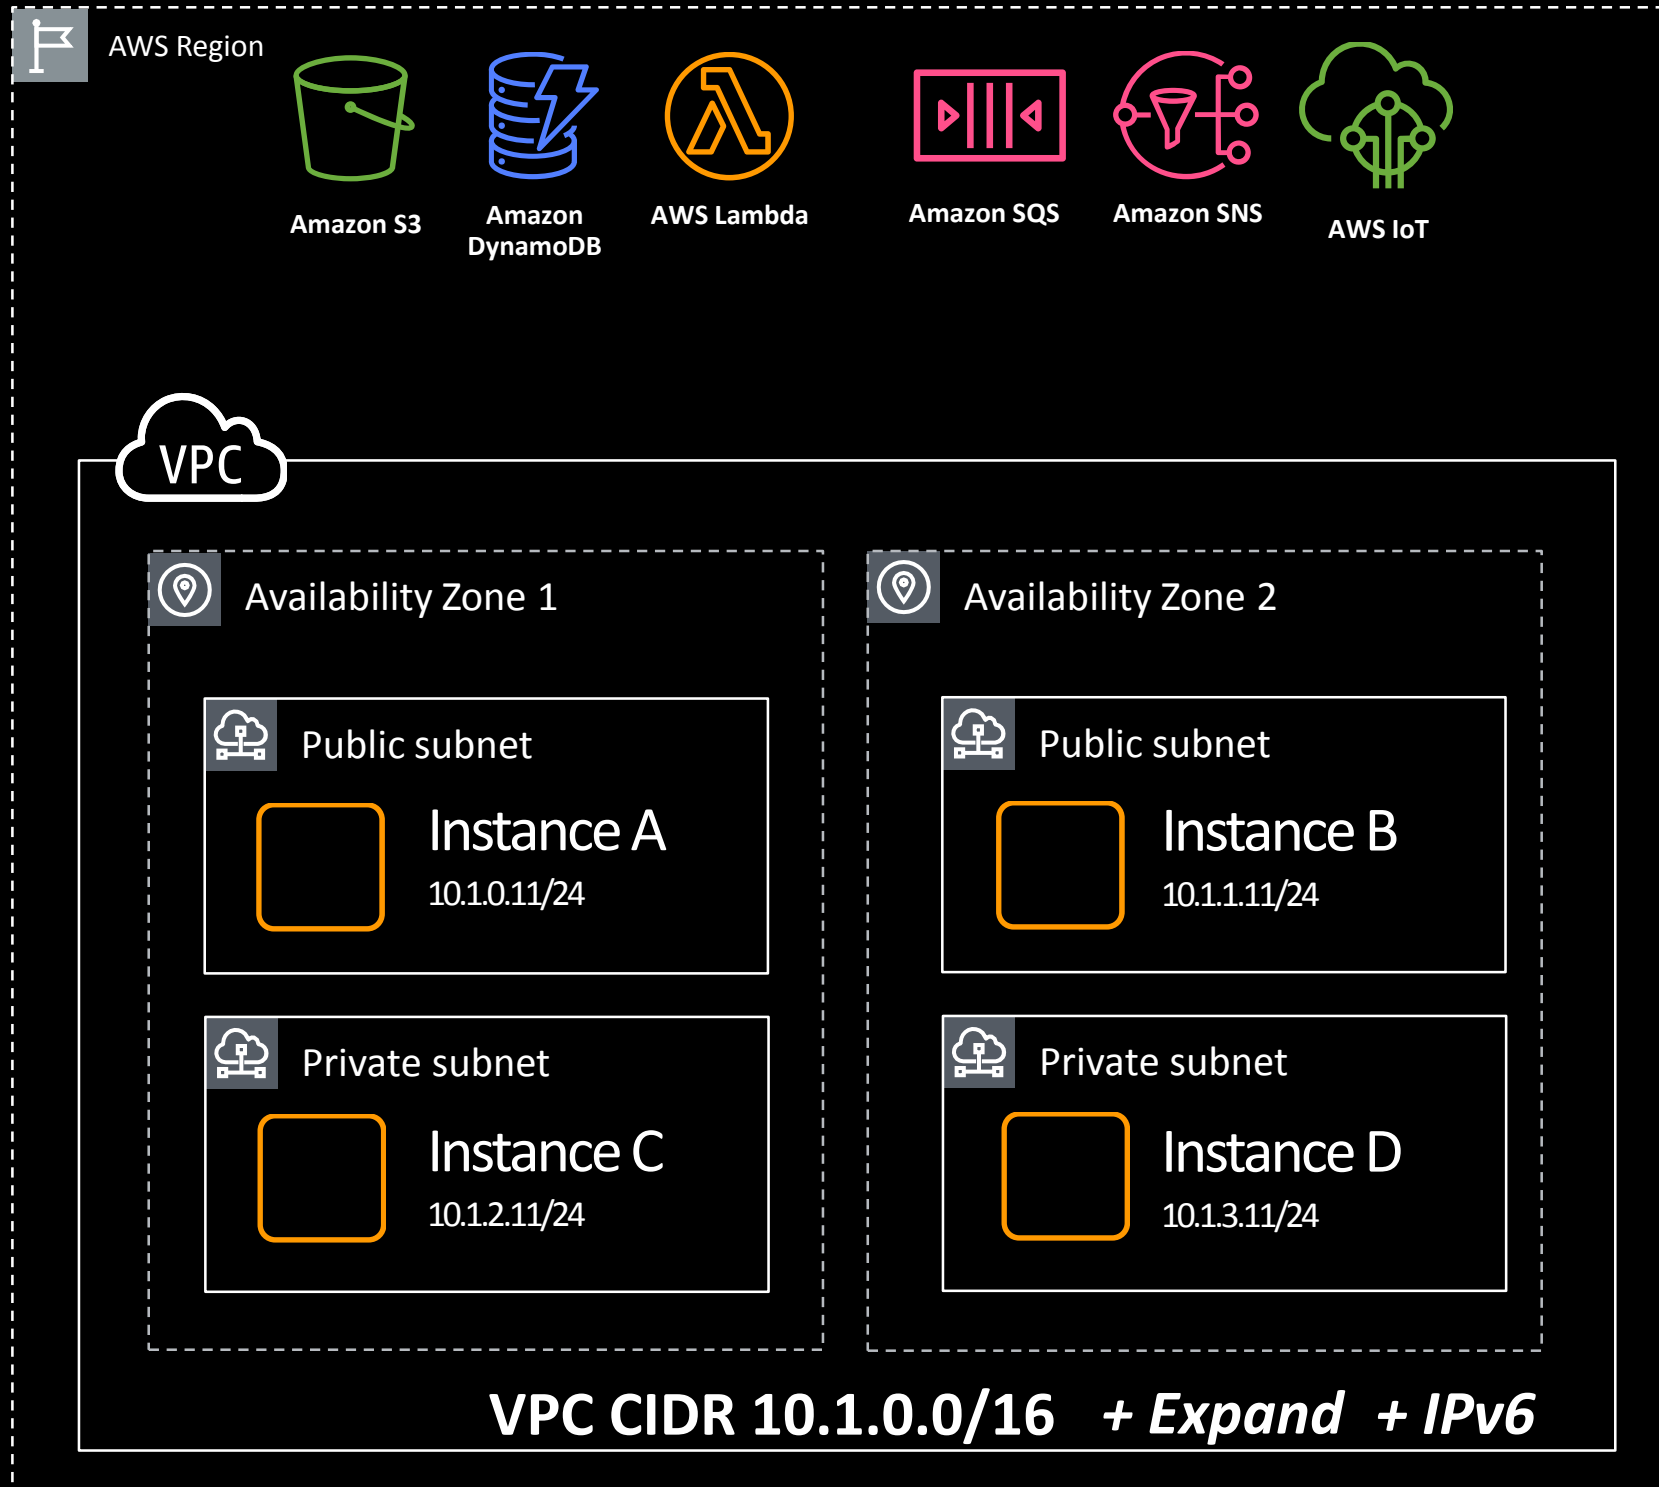 AWS Region
Amazon S3
Amazon
DynamoDB
AWS Lambda
Amazon SQS
Amazon SNS
AWS IoT
VPC
Availability Zone 1
Public subnet
Instance A
10.1.0.11/24
Private subnet
Instance C
10.1.2.11/24
Availability Zone 2
Public subnet
Instance B
10.1.1.11/24
Private subnet
Instance D
10.1.3.11/24
VPC CIDR 10.1.0.0/16 + Expand + IPv6